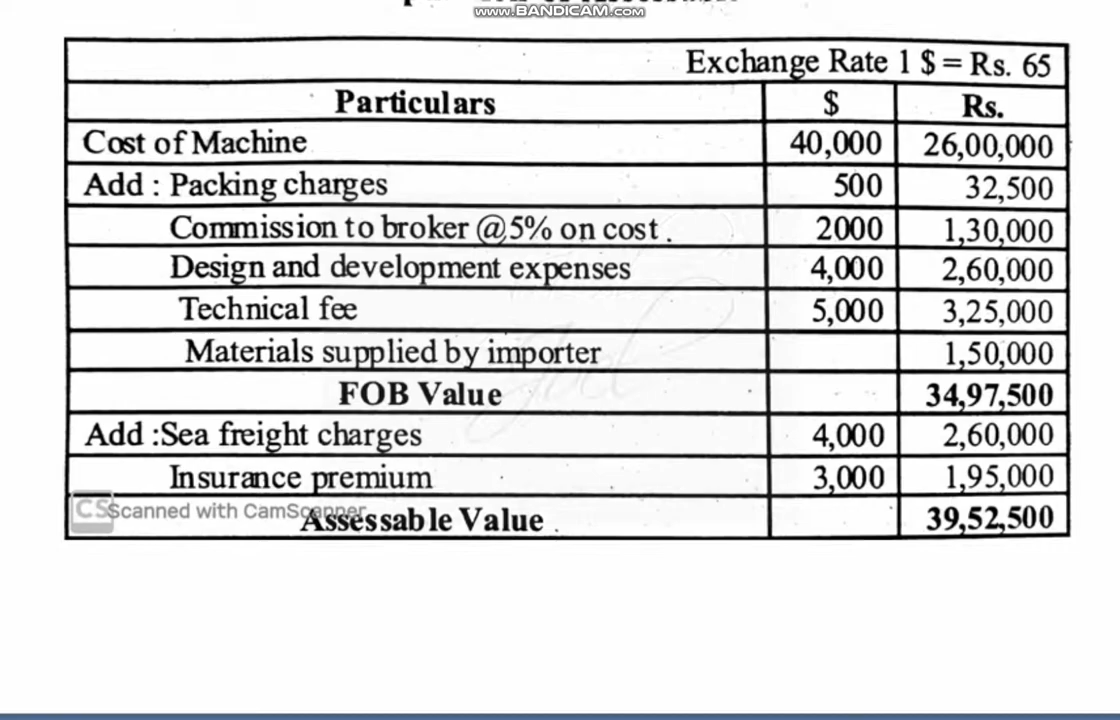 www.BANDICAM.com
Exchange Rate 1 $ = Rs. 65
Particulars $ Rs.
Cost of Machine 40,000 26,00,000
Add : Packing charges 500 32,500
Commission to broker @5% on cost . 2000 1,30,000
Design and development expenses 4,000 2,60,000
Technical fee 5,000 3,25,000
Materials supplied by importer 1,50,000
FOB Value 34,97,500
Add :Sea freight charges 4,000 2,60,000
Insurance premium 3,000 1,95,000
CS Scanned with CamScanner
Assessable Value . 39,52,500